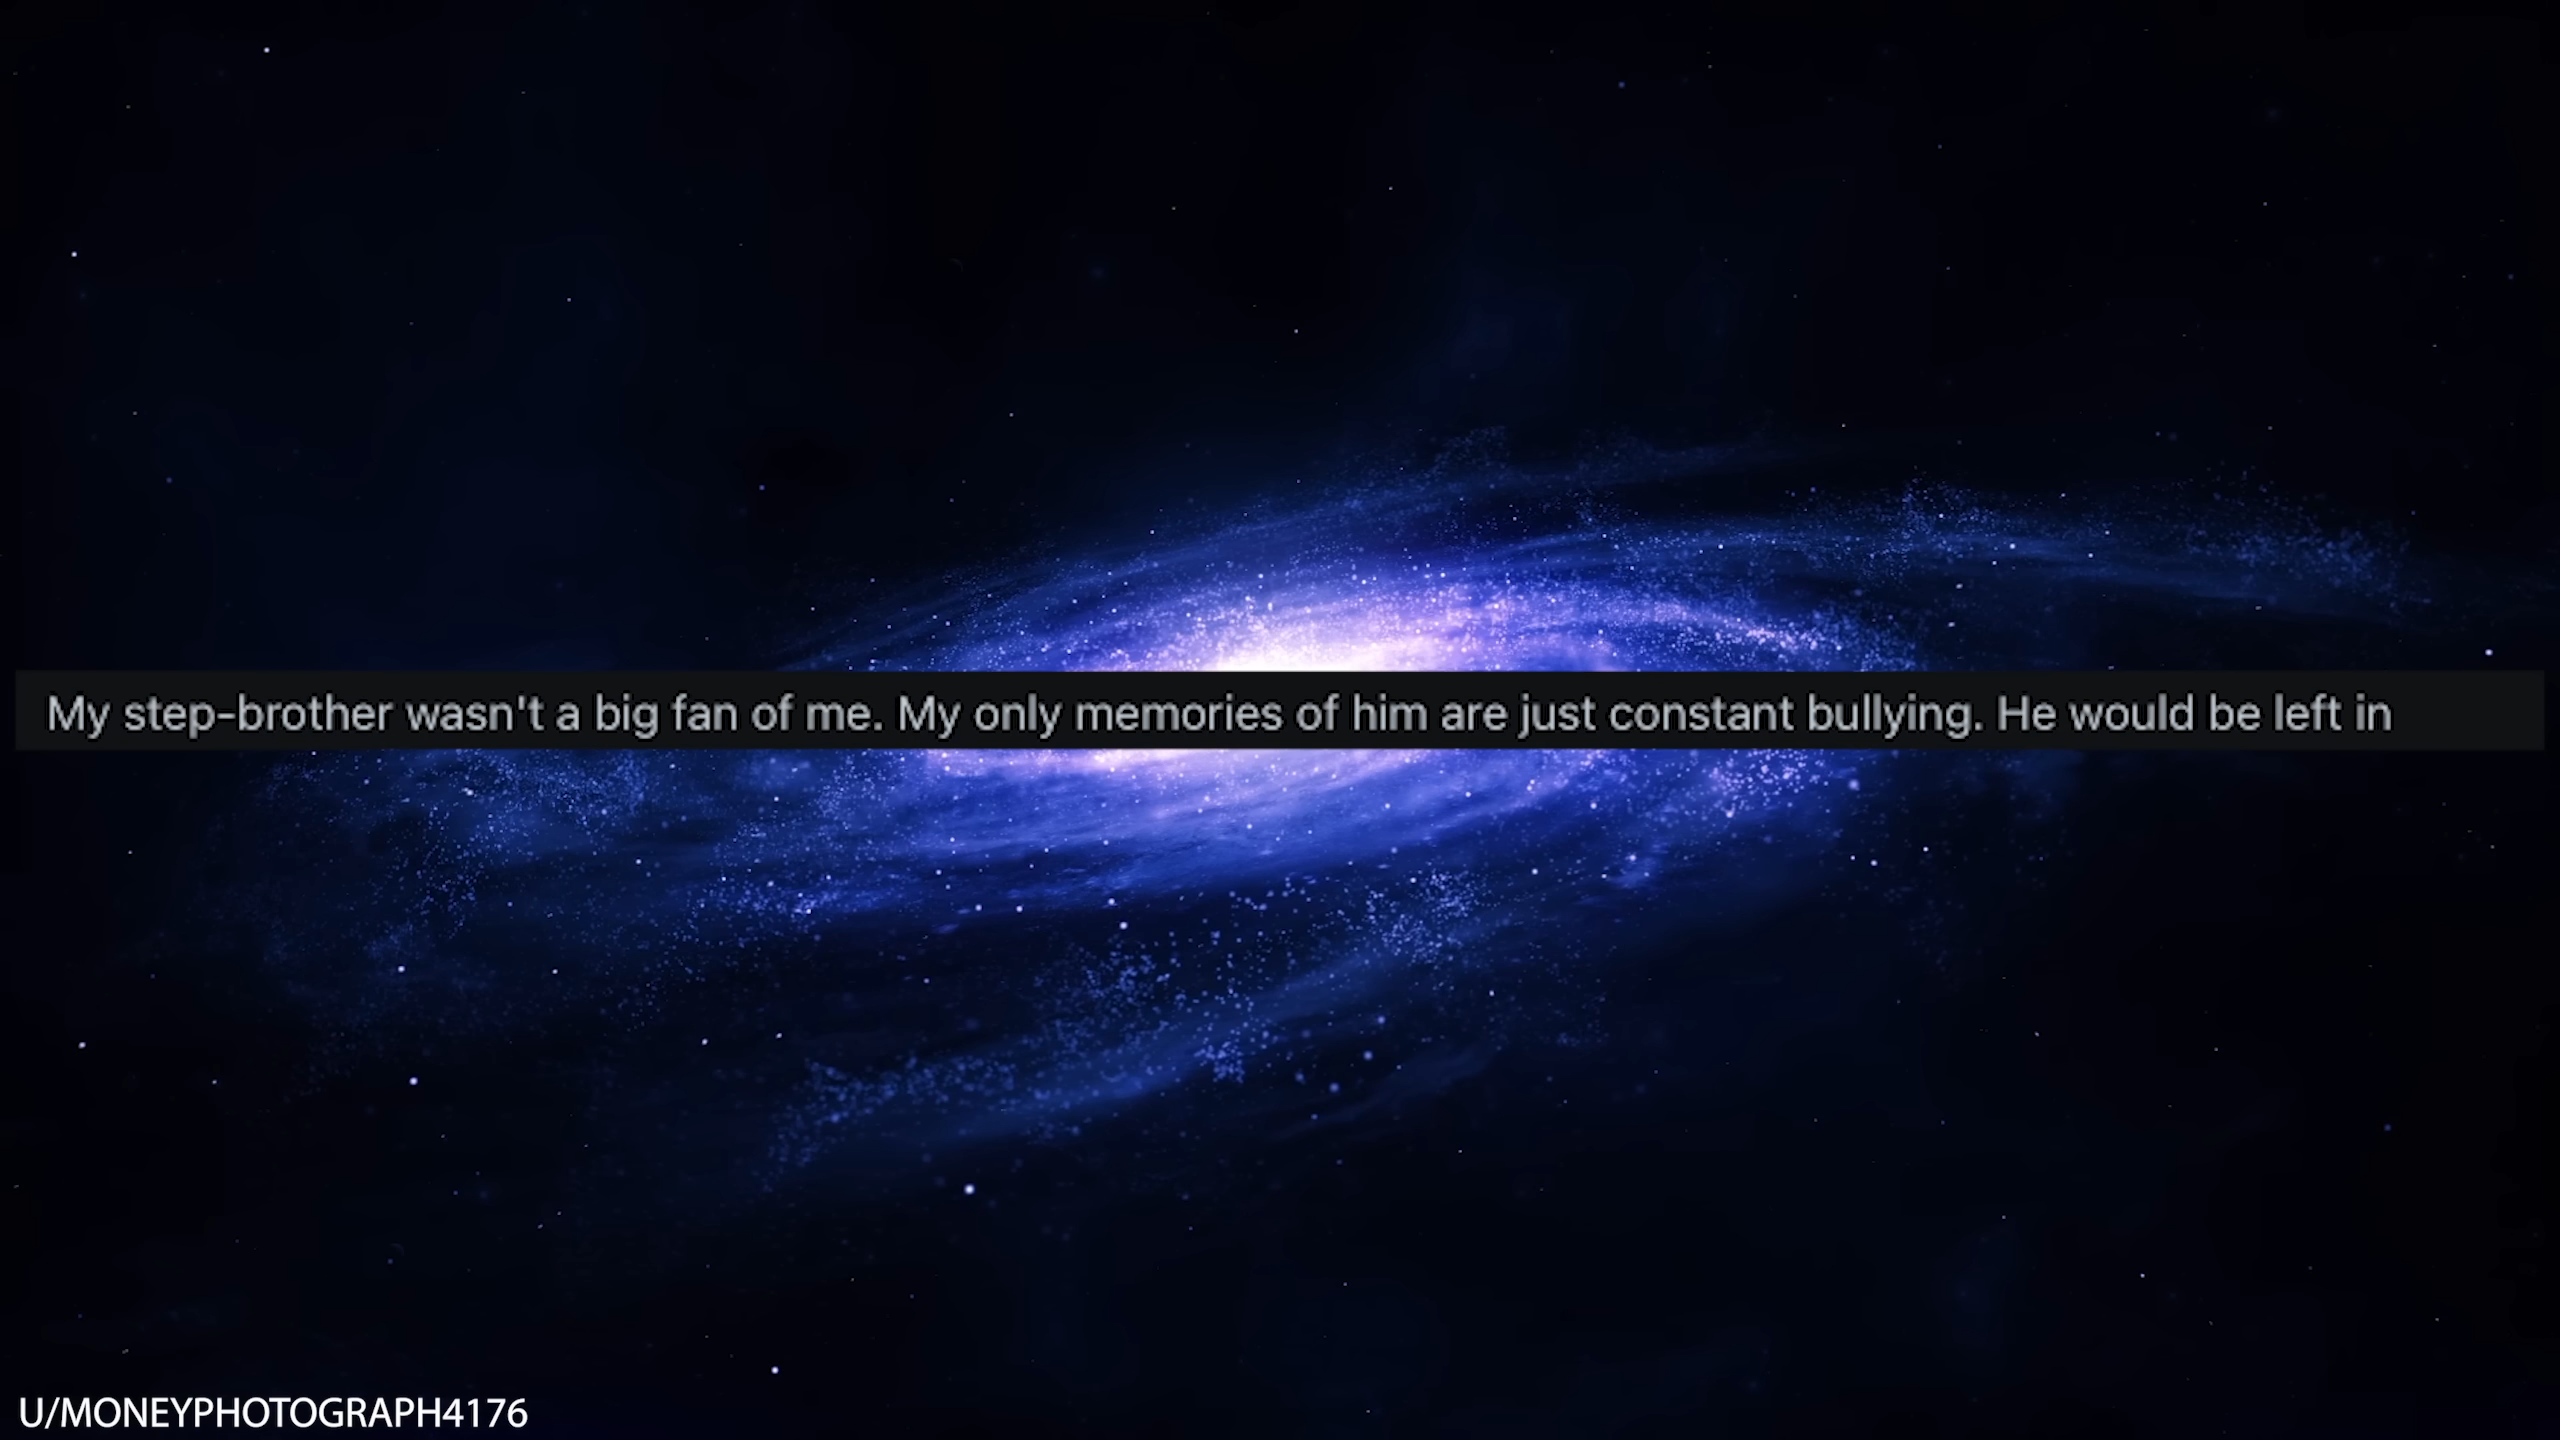 My step-brother wasn't a big fan of me. My only memories of him are just constant bullying. He would be left in
U/MONEYPHOTOGRAPH4176